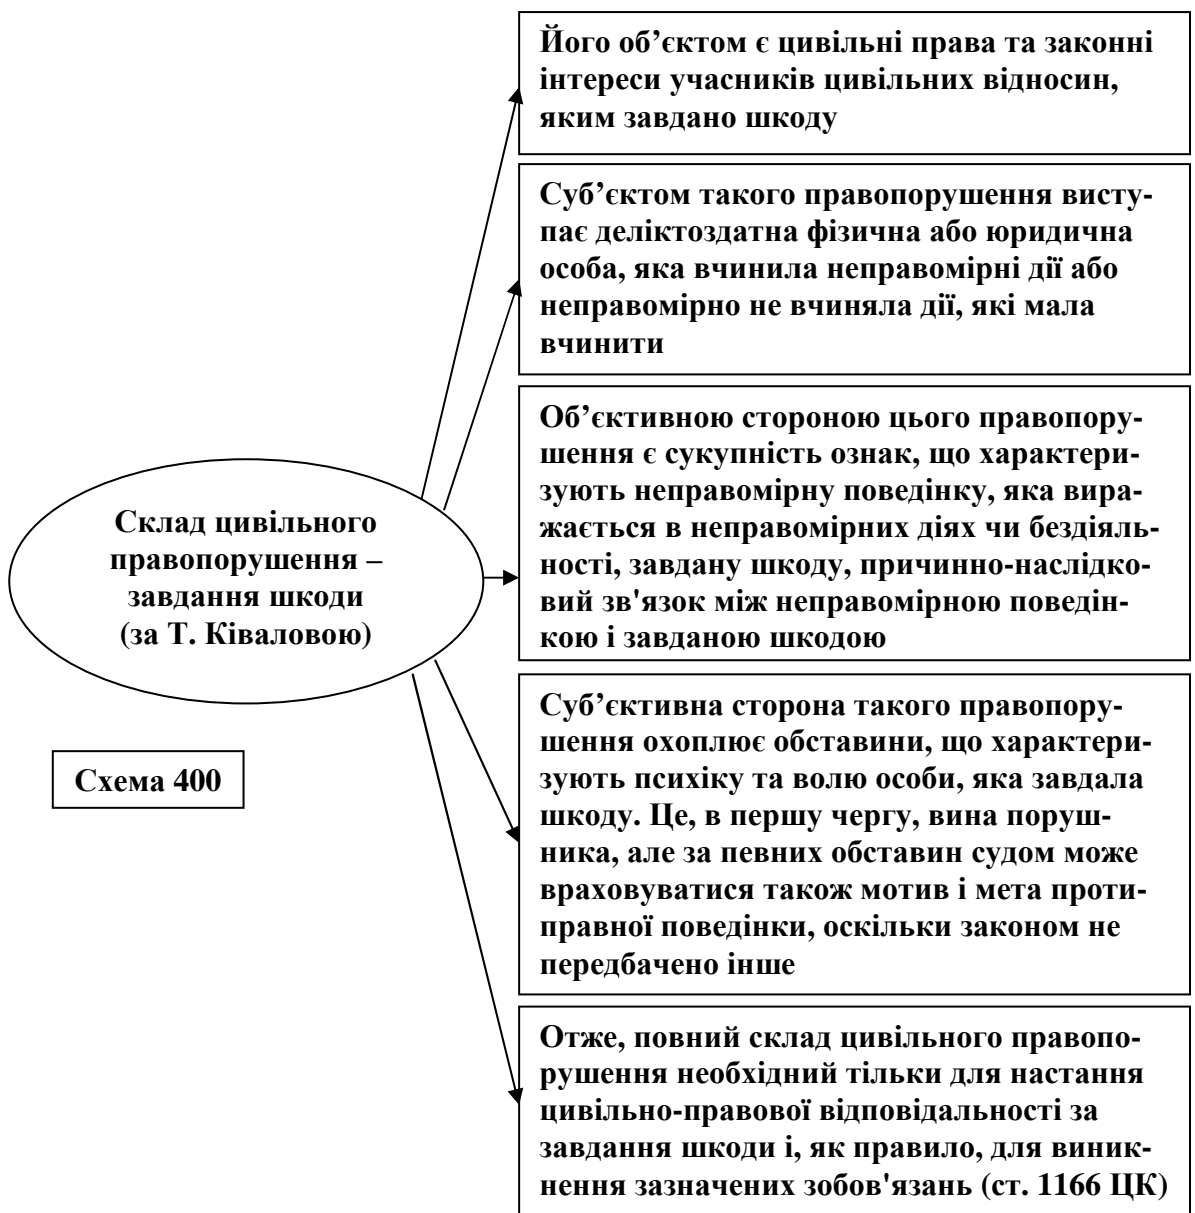 Його об’єктом є цивільні права та законні
інтереси учасників цивільних відносин,
яким завдано шкоду
Суб’єктом такого правопорушення висту-
пає деліктоздатна фізична або юридична
особа, яка вчинила неправомірні дії або
неправомірно не вчиняла дії, які мала
вчинити
Об’єктивною стороною цього правопору-
шення є сукупність ознак, що характери-
зують неправомірну поведінку, яка вира-
жається в неправомірних діях чи бездіяль-
ності, завдану шкоду, причинно-наслідко-
вий зв'язок між неправомірною поведін-
кою і завданою шкодою
Склад цивільного
правопорушення –
завдання шкоди
(за Т. Ківаловою)
Суб’єктивна сторона такого правопору-
шення охоплює обставини, що характери-
зують психіку та волю особи, яка завдала
шкоду. Це, в першу чергу, вина поруш-
ника, але за певних обставин судом може
враховуватися також мотив і мета проти-
правної поведінки, оскільки законом не
передбачено інше
Схема 400
Отже, повний склад цивільного правопо-
рушення необхідний тільки для настання
цивільно-правової відповідальності за
завдання шкоди і, як правило, для виник-
нення зазначених зобов'язань (ст. 1166 ЦК)